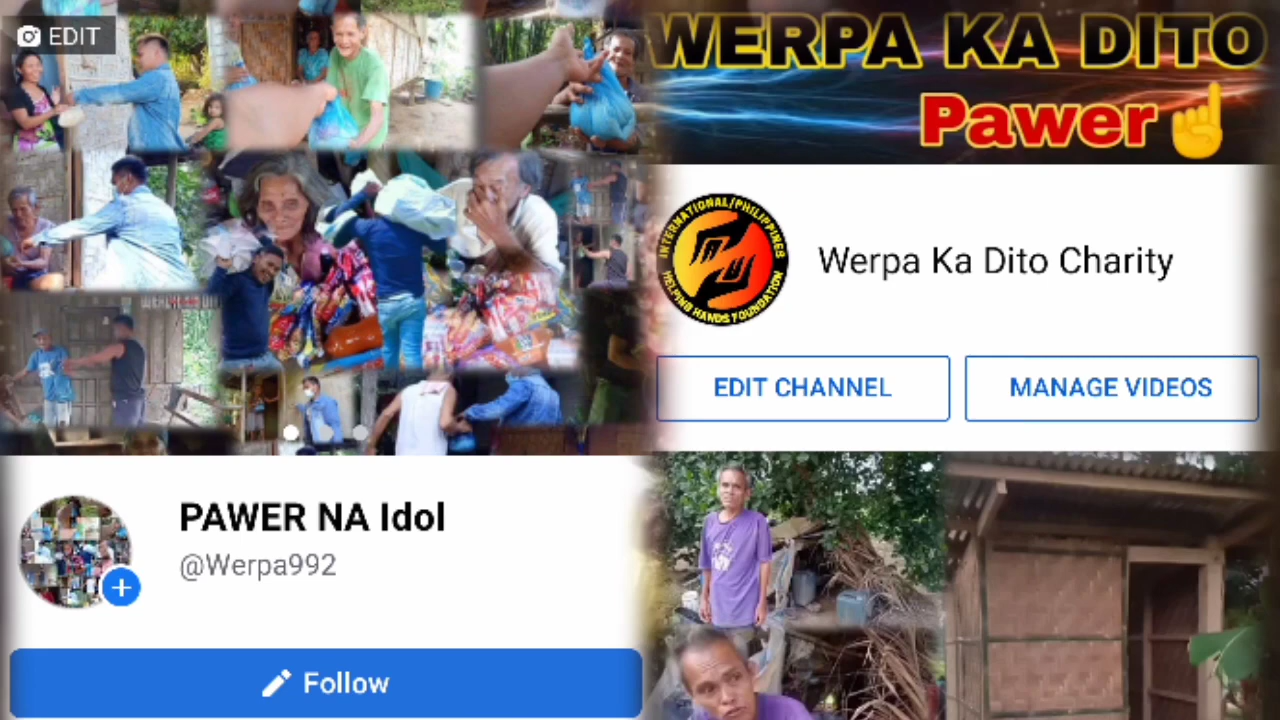 EDIT
WERPA KA DITO
Pawer☝
INTERNATIONAL/PHILIPPINES
HELPING HANDS FOUNDATION
Werpa Ka Dito Charity
EDIT CHANNEL
MANAGE VIDEOS
PAWER NA Idol
@Werpa992
Follow